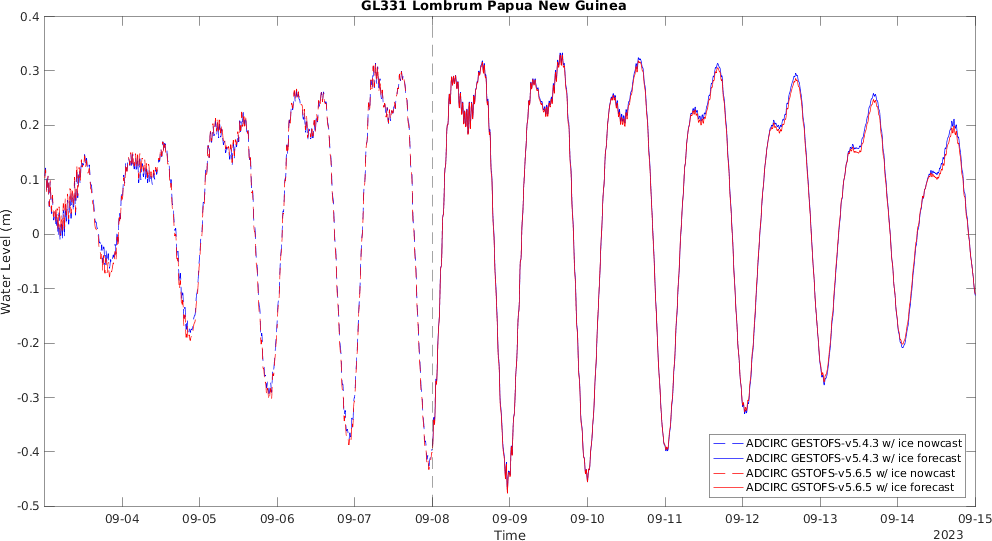 GL331 Lombrum Papua New Guinea
0.4
0.3
0.2
0.1
0
-0.1
-0.2
-0.3
-0.4
-0.5
Water Level (m)
ADCIRC GESTOFS-v5.4.3 w/ ice nowcast
ADCIRC GESTOFS-v5.4.3 w/ ice forecast
ADCIRC GSTOFS-v5.6.5 w/ ice nowcast
ADCIRC GSTOFS-v5.6.5 w/ ice forecast
09-04 09-05 09-06 09-07 09-08 09-09 09-10 09-11 09-12 09-13 09-14 09-15
Time
2023